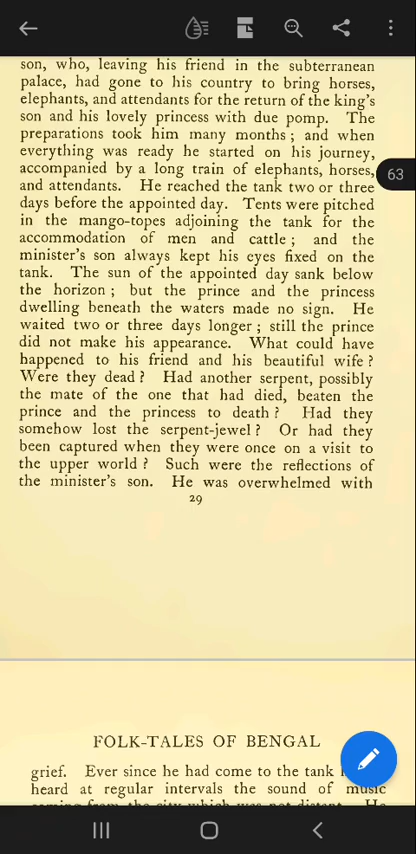 son, who, leaving his friend in the subterranean
palace, had gone to his country to bring horses,
elephants, and attendants for the return of the king's
son and his lovely princess with due pomp. The
preparations took him many months ; and when
everything was ready he started on his journey,
accompanied by a long train of elephants, horses,
and attendants. He reached the tank two or three
63
days before the appointed day. Tents were pitched
in the mango-topes adjoining the tank for the
accommodation of men and cattle ; and the
minister's son always kept his eyes fixed on the
tank. The sun of the appointed day sank below
the horizon ; but the prince and the princess
dwelling beneath the waters made no sign. He
waited two or three days longer ; still the prince
did not make his appearance. What could have
happened to his friend and his beautiful wife ?
Were they dead ? Had another serpent, possibly
the mate of the one that had died, beaten the
prince and the princess to death ? Had they
somehow lost the serpent-jewel ? Or had they
been captured when they were once on a visit to
the upper world ? Such were the reflections of
the minister's son. He was overwhelmed with
29
FOLK-TALES OF BENGAL
grief. Ever since he had come to the tank
heard at regular intervals the sound of music